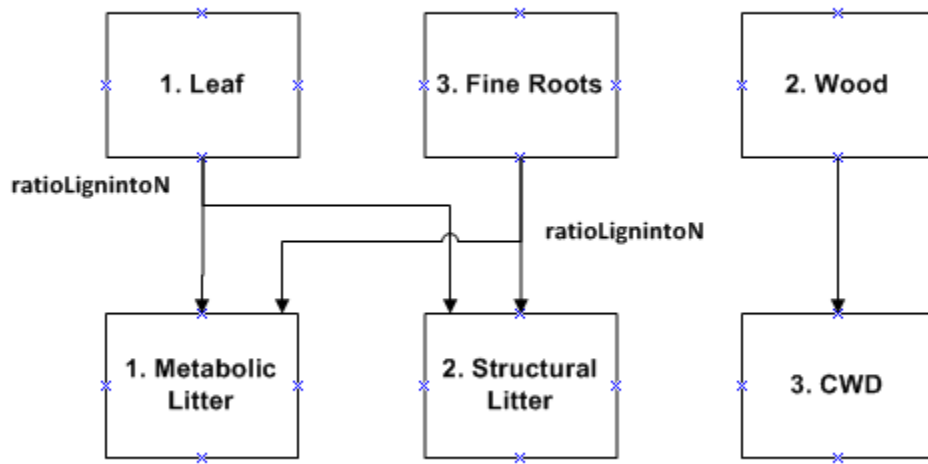 1. Leaf
3. Fine Roots
2. Wood
ratioLignintoN
ratioLignintoN
1. Metabolic
Litter
2. Structural
Litter
3. CWD